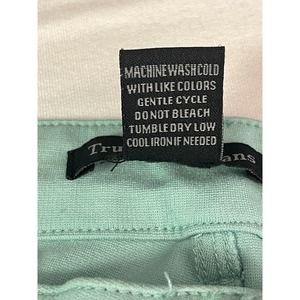 MACHINE WASH COLD
WITH LIKE COLORS
GENTLE CYCLE
DO NOT BLEACH
TUMBLE DRY LOW
COOL IRON IF NEEDED